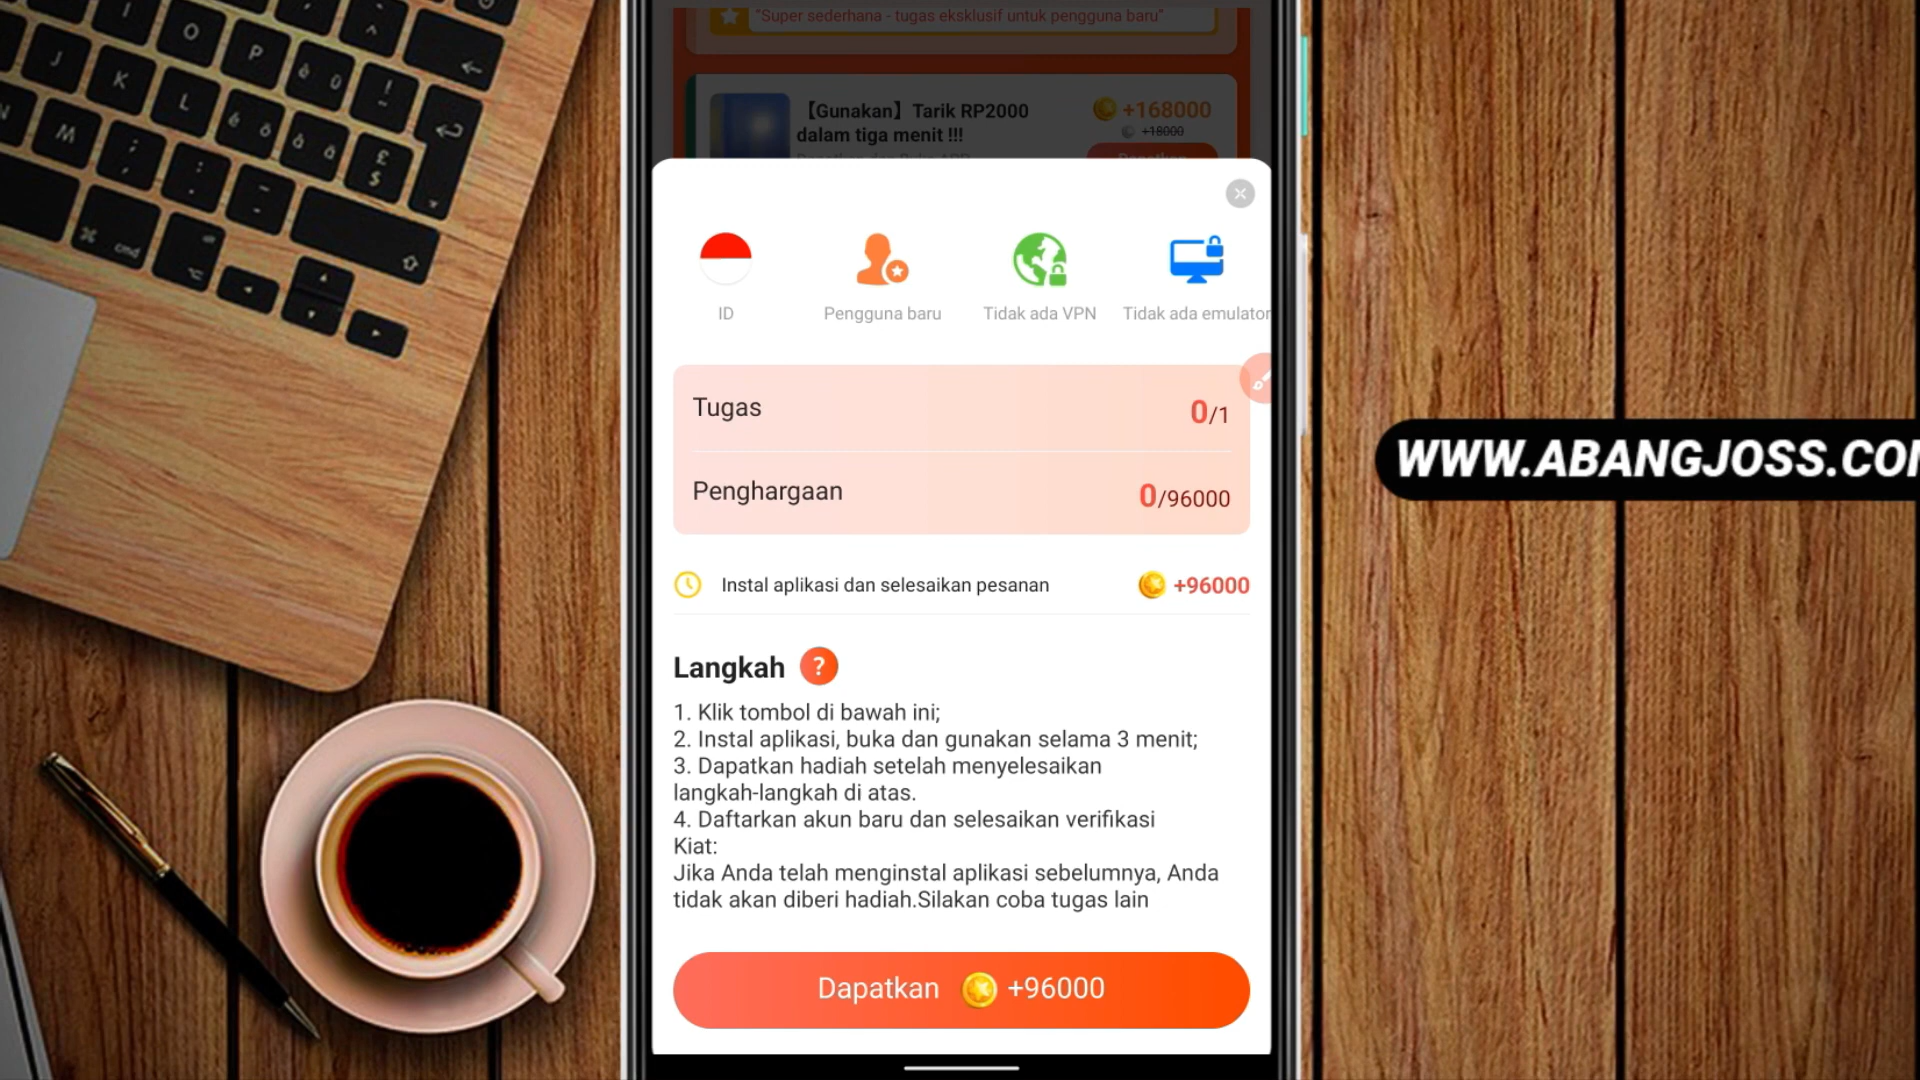 "Super sederhana - tugas eksklusif untuk pengguna baru"
【Gunakan】Tarik RP2000
dalam tiga menit !!!
+168000
+18000
ID
Pengguna baru
Tidak ada VPN
Tidak ada emulator
Tugas
0/1
Penghargaan
0/96000
Instal aplikasi dan selesaikan pesanan
+96000
Langkah ?
1. Klik tombol di bawah ini;
2. Instal aplikasi, buka dan gunakan selama 3 menit;
3. Dapatkan hadiah setelah menyelesaikan
langkah-langkah di atas.
4. Daftarkan akun baru dan selesaikan verifikasi
Kiat:
Jika Anda telah menginstal aplikasi sebelumnya, Anda
tidak akan diberi hadiah.Silakan coba tugas lain
Dapatkan +96000
WWW.ABANGJOSS.CO